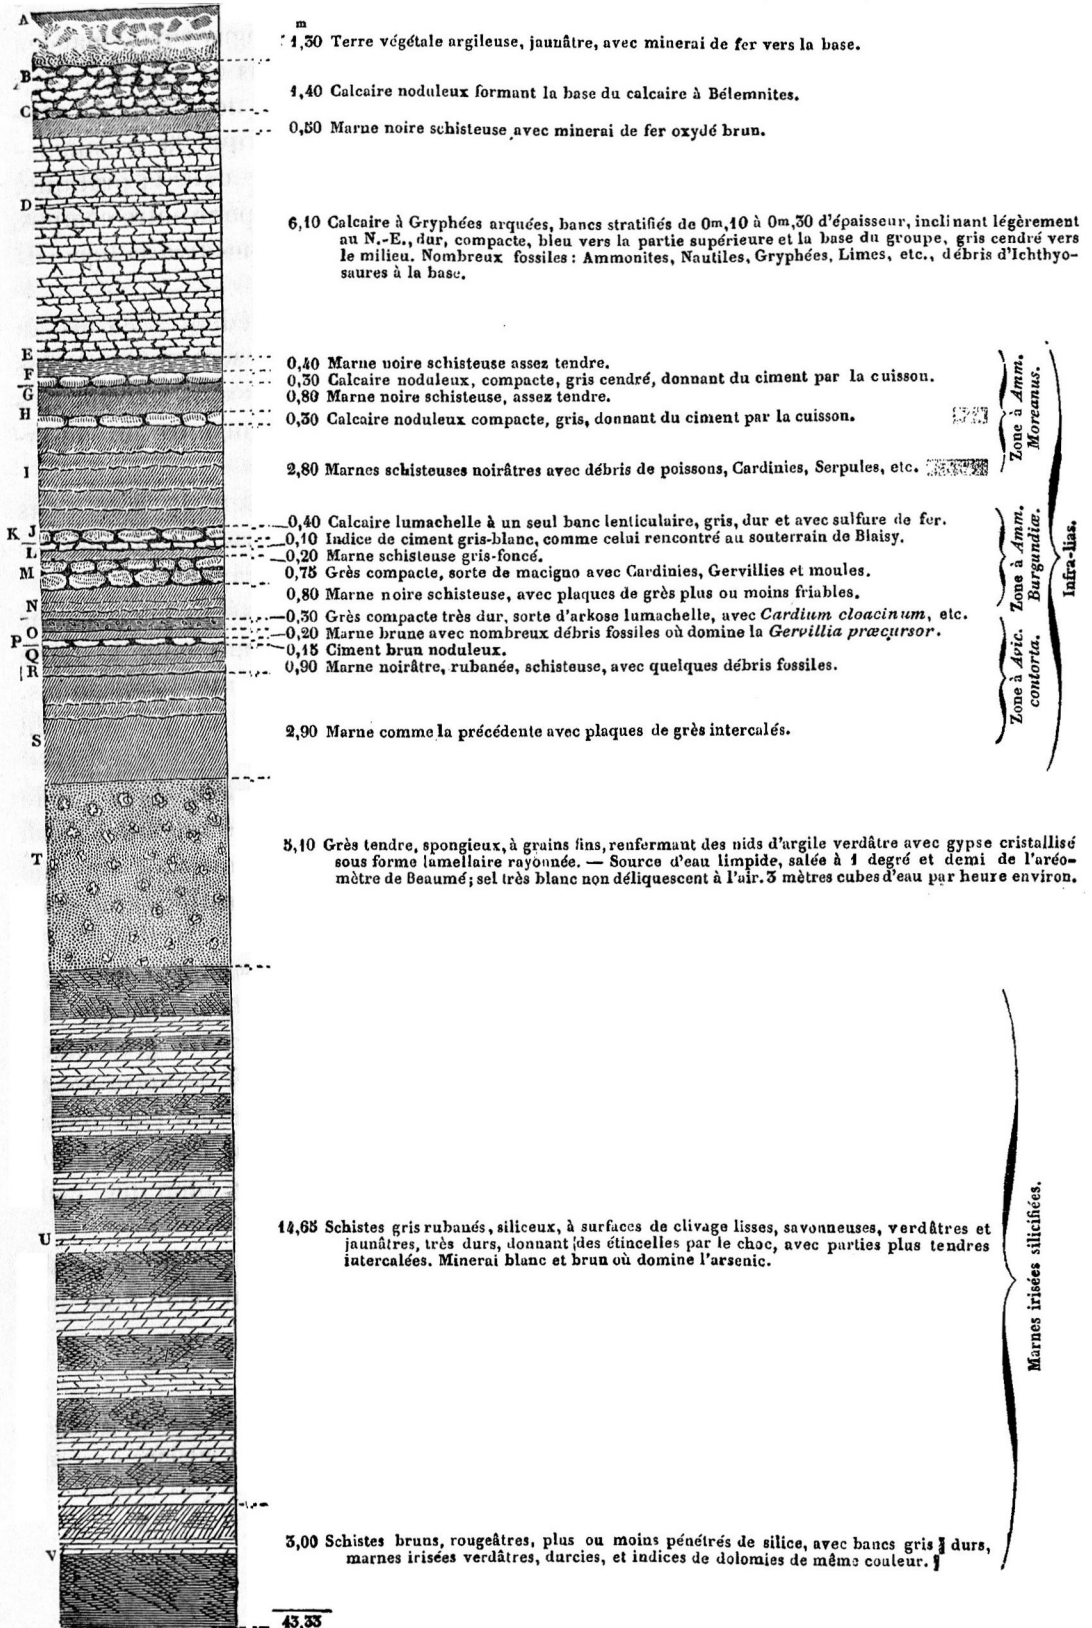 A
m
1,30 Terre végétale argileuse, jaunâtre, avec minerai de fer vers la base.
B
1,40 Calcaire noduleux formant la base du calcaire à Bélemnites.
C
0,50 Marne noire schisteuse avec minerai de fer oxydé brun.
D
6,10 Calcaire à Gryphées arquées, bancs stratifiés de 0m,10 à 0m,30 d'épaisseur, inclinant légèrement
au N.-E., dur, compacte, bleu vers la partie supérieure et la base du groupe, gris cendré vers
le milieu. Nombreux fossiles : Ammonites, Nautiles, Gryphées, Limes, etc., débris d'Ichthyo-
saures à la base.
E
0,40 Marne noire schisteuse assez tendre.
F
0,30 Calcaire noduleux, compacte, gris cendré, donnant du ciment par la cuisson.
G
0,80 Marne noire schisteuse, assez tendre.
H
0,30 Calcaire noduleux compacte, gris, donnant du ciment par la cuisson.
I
2,80 Marnes schisteuses noirâtres avec débris de poissons, Cardinies, Serpules, etc.
Zone à Amm.
Moreanus.
J
0,40 Calcaire lumachelle à un seul banc lenticulaire, gris, dur et avec sulfure de fer.
K
0,10 Indice de ciment gris-blanc, comme celui rencontré au souterrain de Blaisy.
L
0,20 Marne schisteuse gris-foncé.
M
0,75 Grès compacte, sorte de macigno avec Cardinies, Gervillies et moules.
N
0,80 Marne noire schisteuse, avec plaques de grès plus ou moins friables.
Zone à Amm.
Burgundiæ.
Infra-lias.
O
0,30 Grès compacte très dur, sorte d'arkose lumachelle, avec Cardium cloacinum, etc.
P
0,20 Marne brune avec nombreux débris fossiles où domine la Gervillia præcursor.
Q
0,15 Ciment brun noduleux.
R
0,90 Marne noirâtre, rubanée, schisteuse, avec quelques débris fossiles.
S
2,90 Marne comme la précédente avec plaques de grès intercalés.
Zone à Avic.
contorta.
T
5,10 Grès tendre, spongieux, à grains fins, renfermant des nids d'argile verdâtre avec gypse cristallisé
sous forme lamellaire rayonnée. — Source d'eau limpide, salée à 1 degré et demi de l'aréo-
mètre de Beaumé; sel très blanc non déliquescent à l'air. 3 mètres cubes d'eau par heure environ.
U
14,65 Schistes gris rubanés, siliceux, à surfaces de clivage lisses, savonneuses, verdâtres et
jaunâtres, très durs, donnant des étincelles par le choc, avec parties plus tendres
intercalées. Minerai blanc et brun où domine l'arsenic.
Marnes irisées silicifiées.
V
3,00 Schistes bruns, rougeâtres, plus ou moins pénétrés de silice, avec bancs gris durs,
marnes irisées verdâtres, durcies, et indices de dolomies de même couleur.
43,33